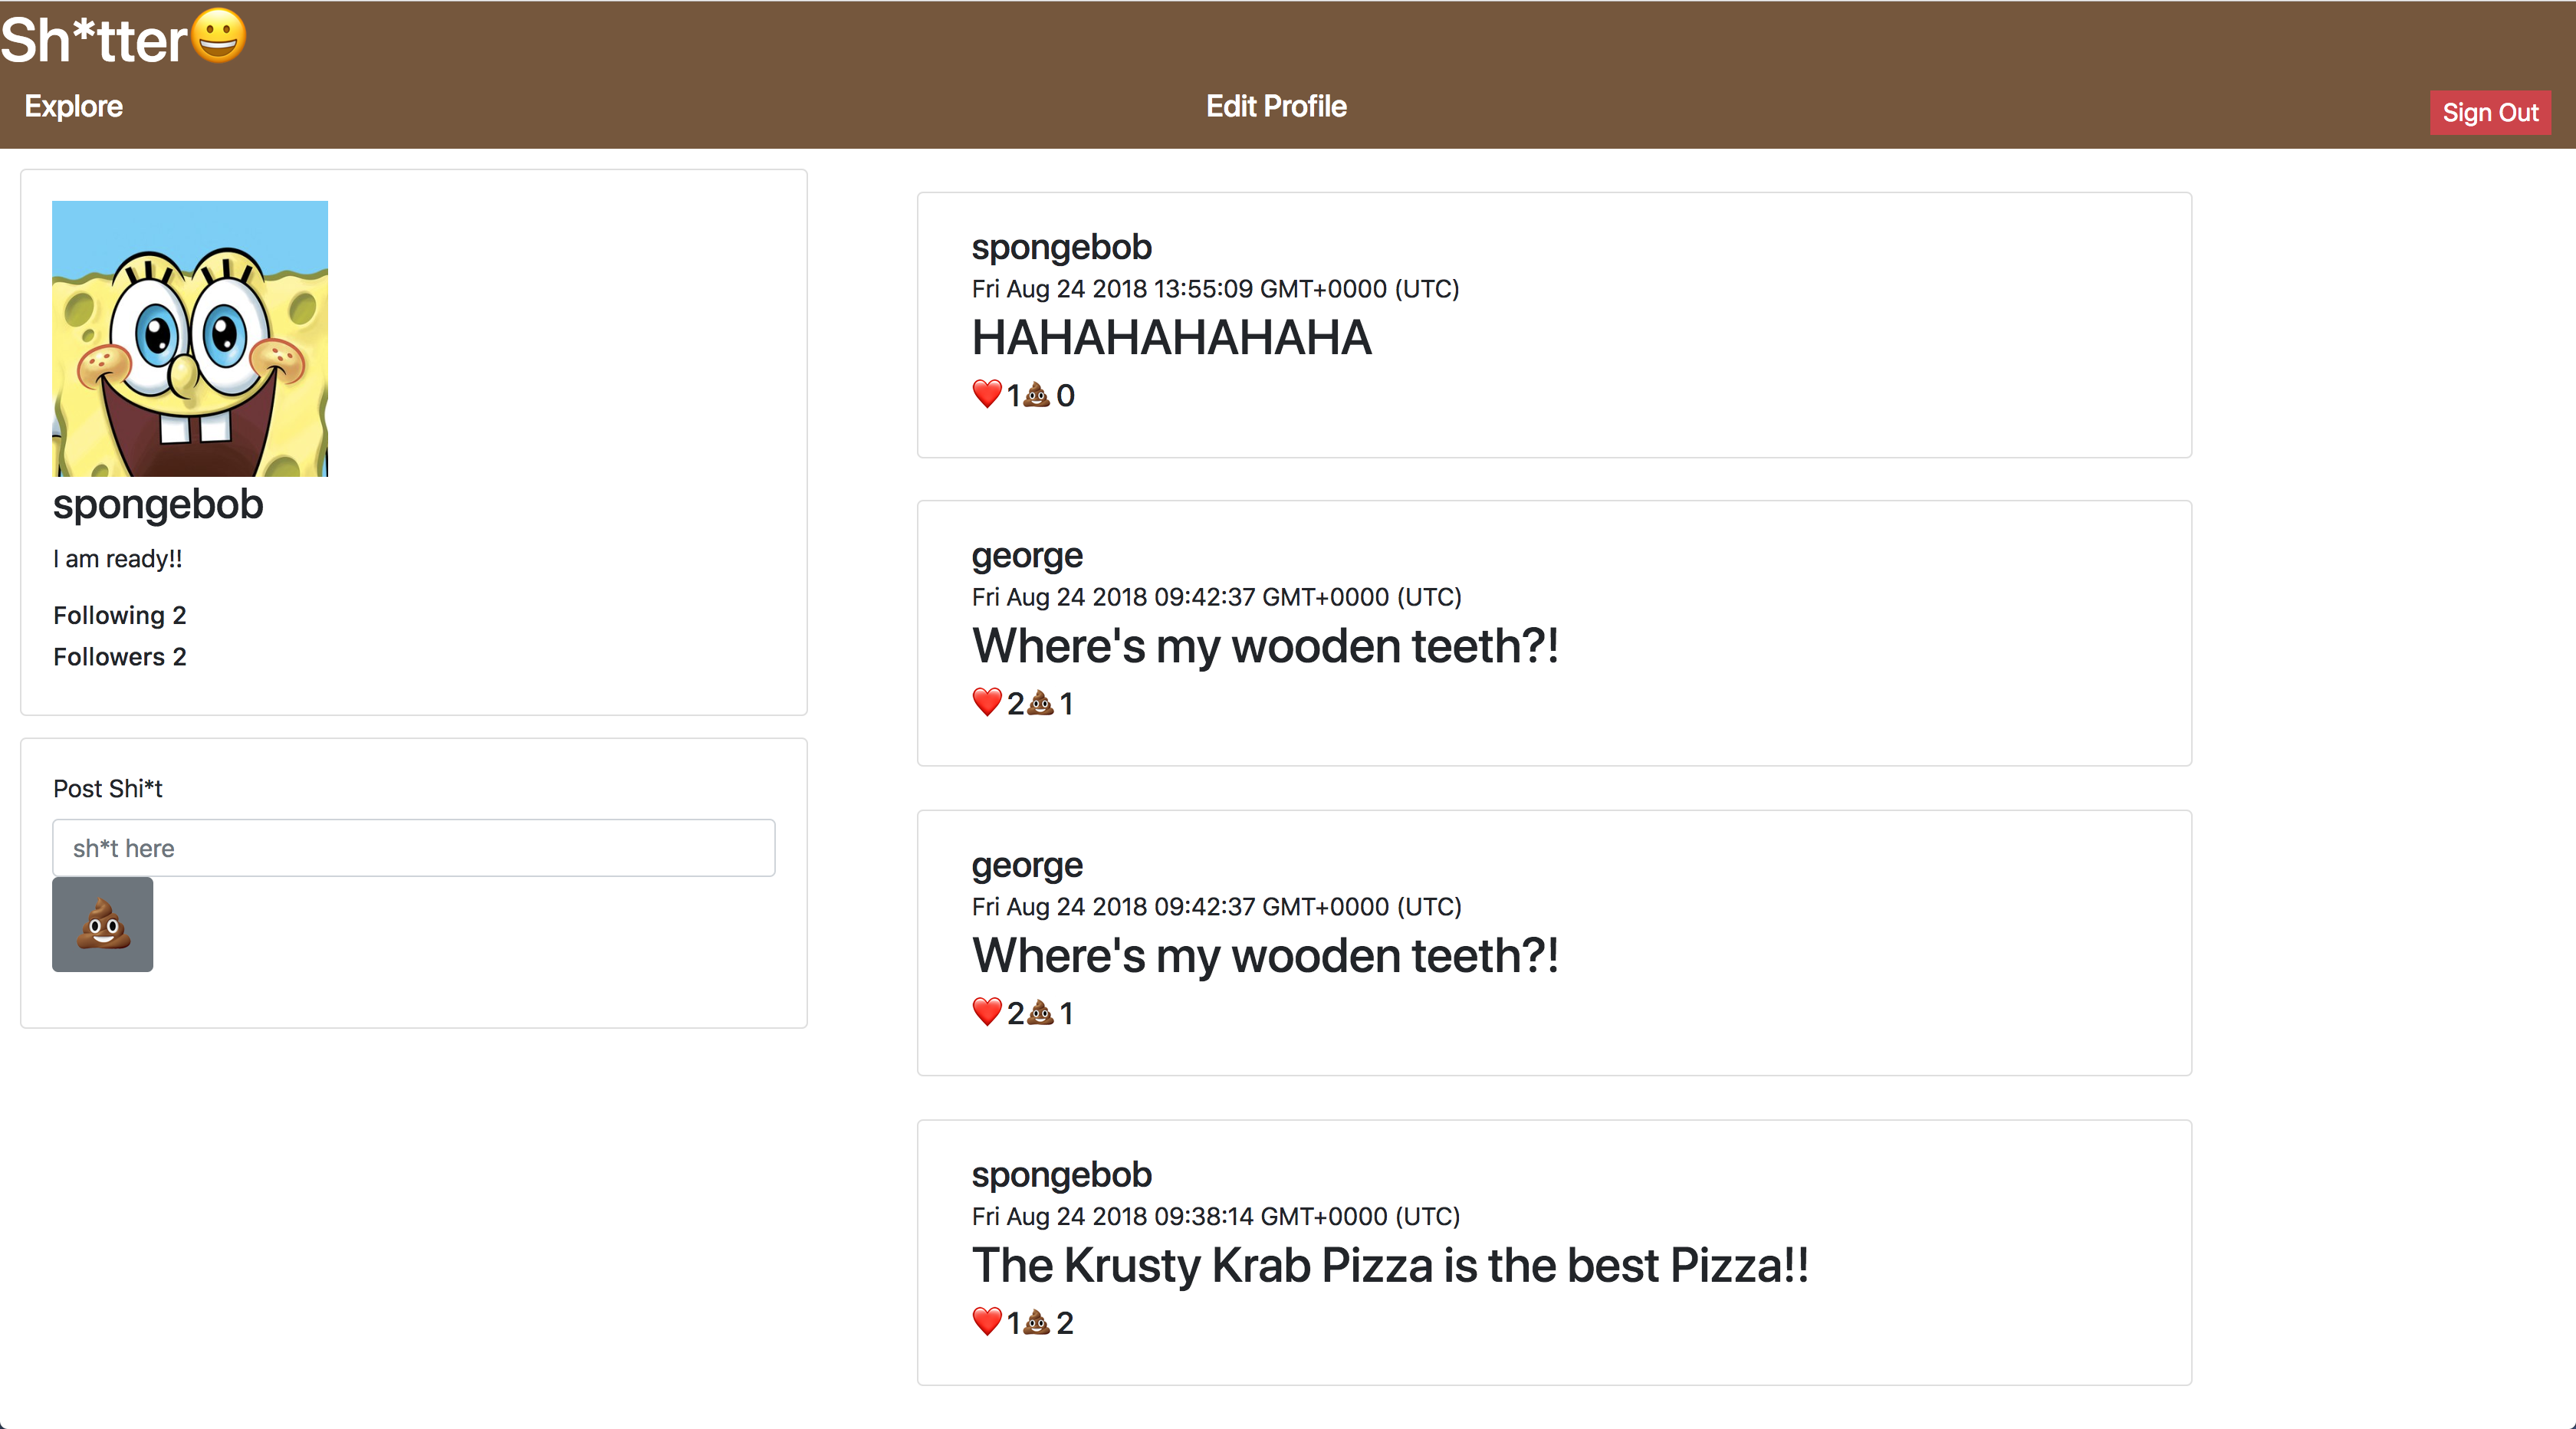 Sh*tter😀
Explore
Edit Profile
Sign Out
spongebob
I am ready!!
Following 2
Followers 2
Post Shi*t
sh*t here
💩
spongebob
Fri Aug 24 2018 13:55:09 GMT+0000 (UTC)
HAHAHAHAHAHA
❤️1💩0
george
Fri Aug 24 2018 09:42:37 GMT+0000 (UTC)
Where's my wooden teeth?!
❤️2💩1
george
Fri Aug 24 2018 09:42:37 GMT+0000 (UTC)
Where's my wooden teeth?!
❤️2💩1
spongebob
Fri Aug 24 2018 09:38:14 GMT+0000 (UTC)
The Krusty Krab Pizza is the best Pizza!!
❤️1💩2